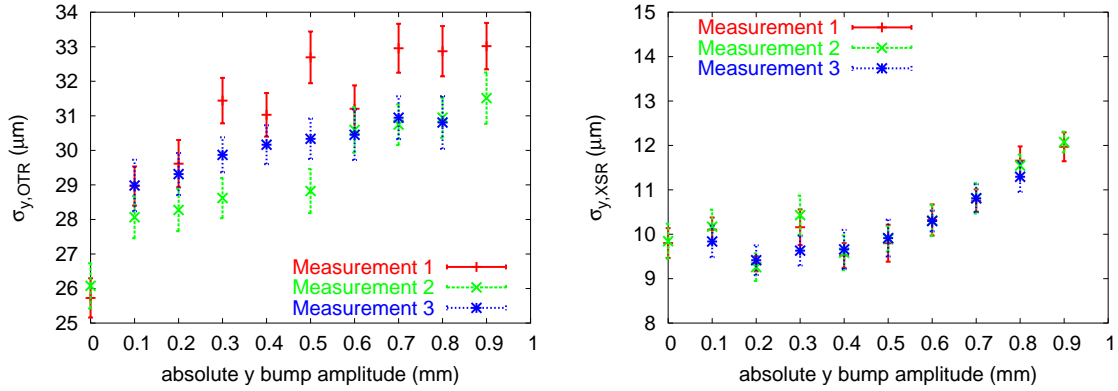 σy,OTR (μm)
34
33
32
31
30
29
28
27
26
25
Measurement 1
Measurement 2
Measurement 3
0 0.1 0.2 0.3 0.4 0.5 0.6 0.7 0.8 0.9 1
absolute y bump amplitude (mm)
σy,XSR (μm)
15
14
13
12
11
10
9
8
Measurement 1
Measurement 2
Measurement 3
0 0.1 0.2 0.3 0.4 0.5 0.6 0.7 0.8 0.9 1
absolute y bump amplitude (mm)